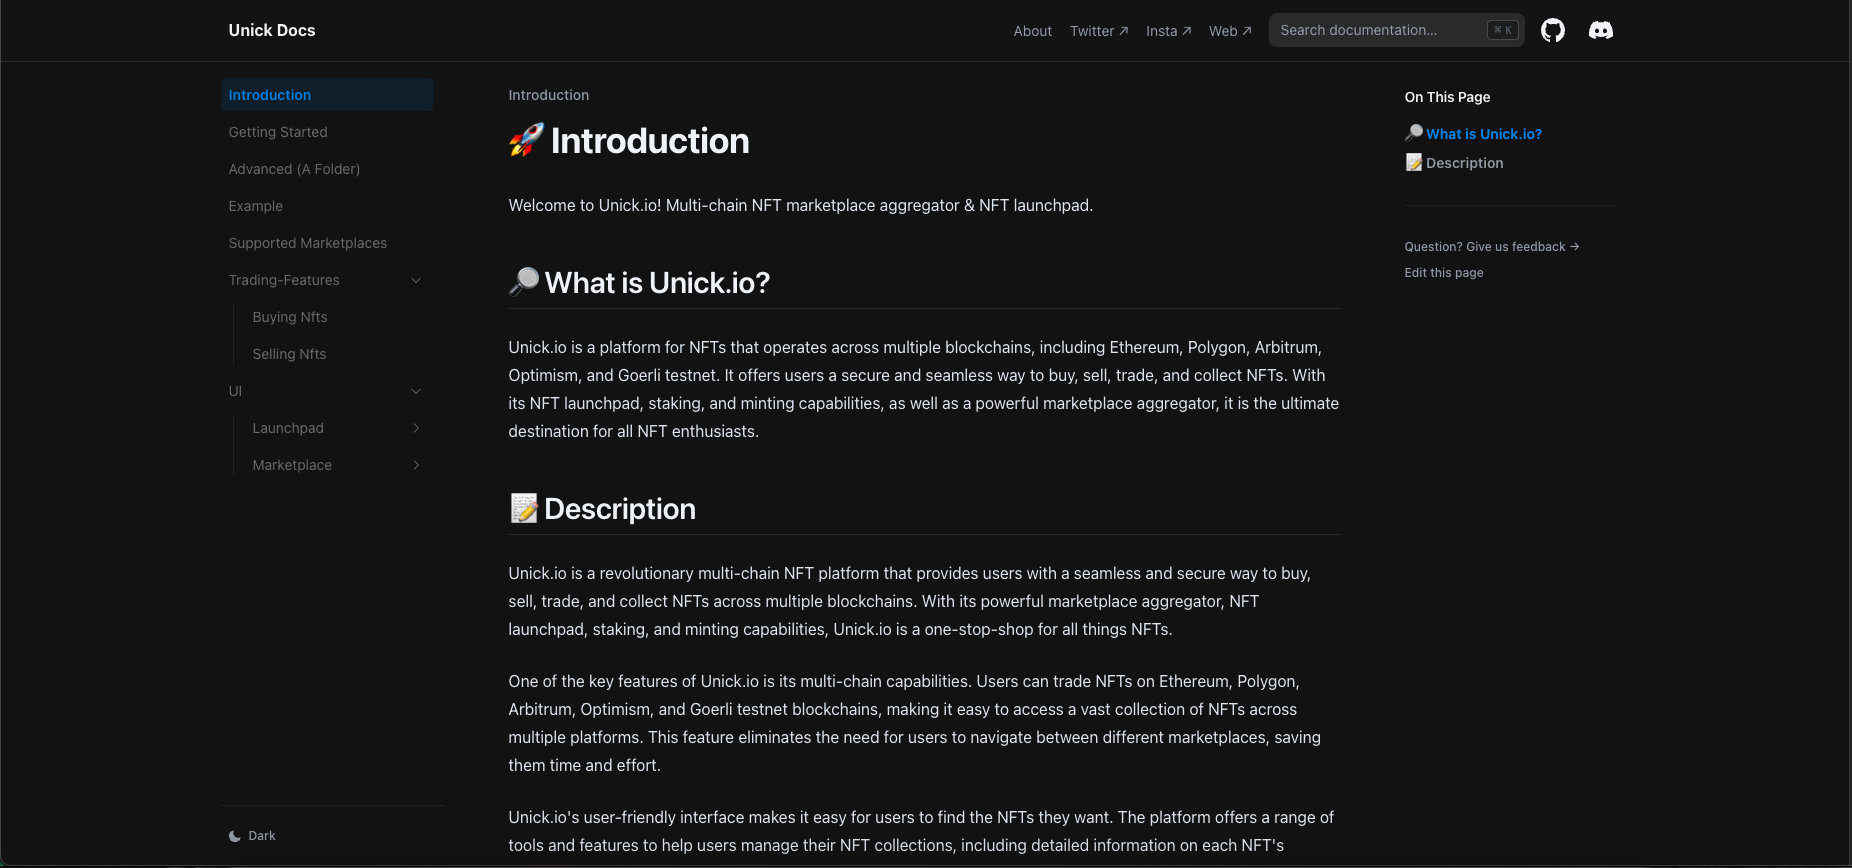 Unick Docs
About
Twitter ↗
Insta ↗
Web ↗
Search documentation...
⌘ K
Introduction
Getting Started
Advanced (A Folder)
Example
Supported Marketplaces
Trading-Features
Buying Nfts
Selling Nfts
UI
Launchpad
Marketplace
Dark
Introduction
🚀 Introduction
Welcome to Unick.io! Multi-chain NFT marketplace aggregator & NFT launchpad.
🔎 What is Unick.io?
Unick.io is a platform for NFTs that operates across multiple blockchains, including Ethereum, Polygon, Arbitrum,
Optimism, and Goerli testnet. It offers users a secure and seamless way to buy, sell, trade, and collect NFTs. With
its NFT launchpad, staking, and minting capabilities, as well as a powerful marketplace aggregator, it is the ultimate
destination for all NFT enthusiasts.
📝 Description
Unick.io is a revolutionary multi-chain NFT platform that provides users with a seamless and secure way to buy,
sell, trade, and collect NFTs across multiple blockchains. With its powerful marketplace aggregator, NFT
launchpad, staking, and minting capabilities, Unick.io is a one-stop-shop for all things NFTs.
One of the key features of Unick.io is its multi-chain capabilities. Users can trade NFTs on Ethereum, Polygon,
Arbitrum, Optimism, and Goerli testnet blockchains, making it easy to access a vast collection of NFTs across
multiple platforms. This feature eliminates the need for users to navigate between different marketplaces, saving
them time and effort.
Unick.io's user-friendly interface makes it easy for users to find the NFTs they want. The platform offers a range of
tools and features to help users manage their NFT collections, including detailed information on each NFT's
On This Page
🔎 What is Unick.io?
📝 Description
Question? Give us feedback →
Edit this page